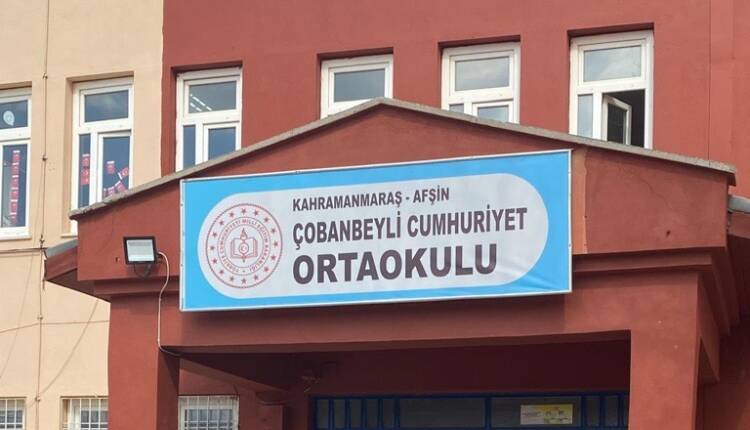 KAHRAMANMARAŞ - AFŞİN
ÇOBANBEYLİ CUMHURİYET
ORTAOKULU